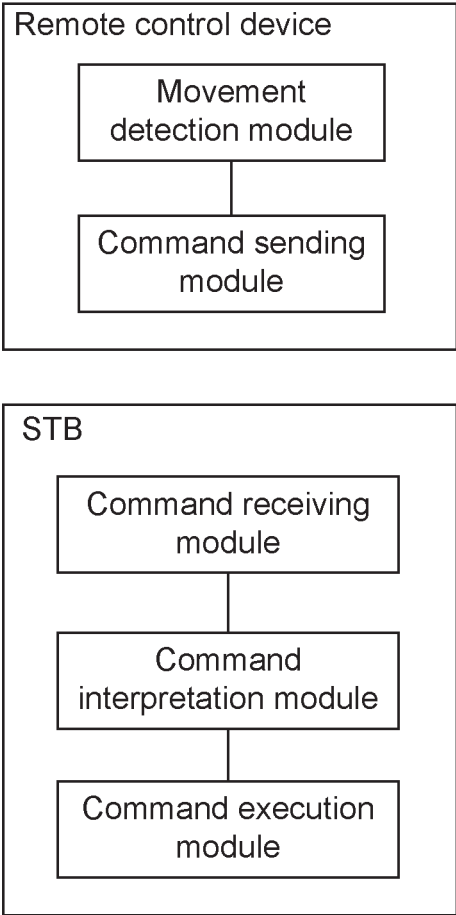 Remote control device
Movement
detection module
Command sending
module
STB
Command receiving
module
Command
interpretation module
Command execution
module